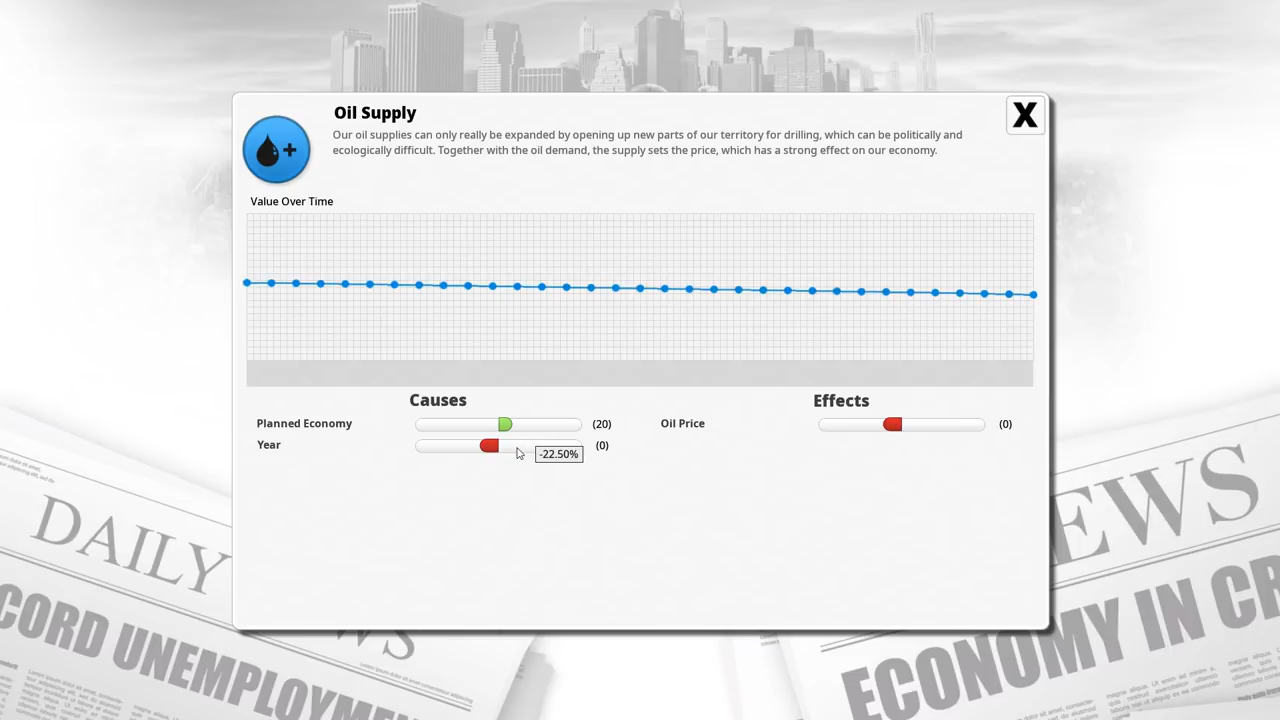 Oil Supply
X
Our oil supplies can only really be expanded by opening up new parts of our territory for drilling, which can be politically and
ecologically difficult. Together with the oil demand, the supply sets the price, which has a strong effect on our economy.
Value Over Time
Causes
Effects
Planned Economy
(20)
Oil Price
(0)
Year
-22.50%
(0)
DAILY
WS
EWS
CORD UNEMPLOYME
ECONOMY IN CR